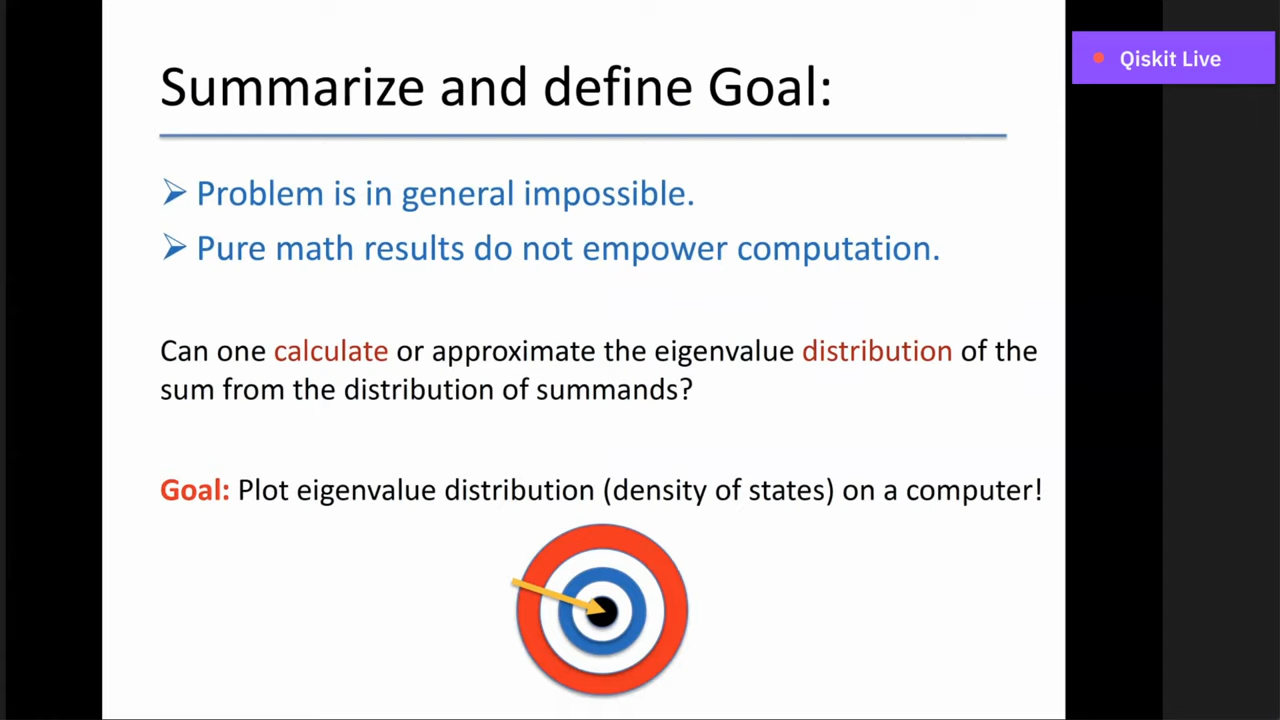 Summarize and define Goal:
Qiskit Live
➢ Problem is in general impossible.
➢ Pure math results do not empower computation.
Can one calculate or approximate the eigenvalue distribution of the
sum from the distribution of summands?
Goal: Plot eigenvalue distribution (density of states) on a computer!